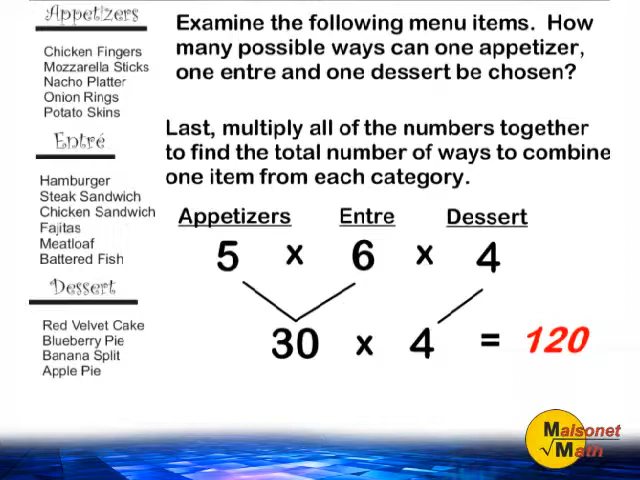 Appetizers
Chicken Fingers
Mozzarella Sticks
Nacho Platter
Onion Rings
Potato Skins
Entré
Hamburger
Steak Sandwich
Chicken Sandwich
Fajitas
Meatloaf
Battered Fish
Dessert
Red Velvet Cake
Blueberry Pie
Banana Split
Apple Pie
Examine the following menu items. How
many possible ways can one appetizer,
one entre and one dessert be chosen?
Last, multiply all of the numbers together
to find the total number of ways to combine
one item from each category.
Appetizers Entre Dessert
5 x 6 x 4
30 x 4 = 120
Maisonet
√Math